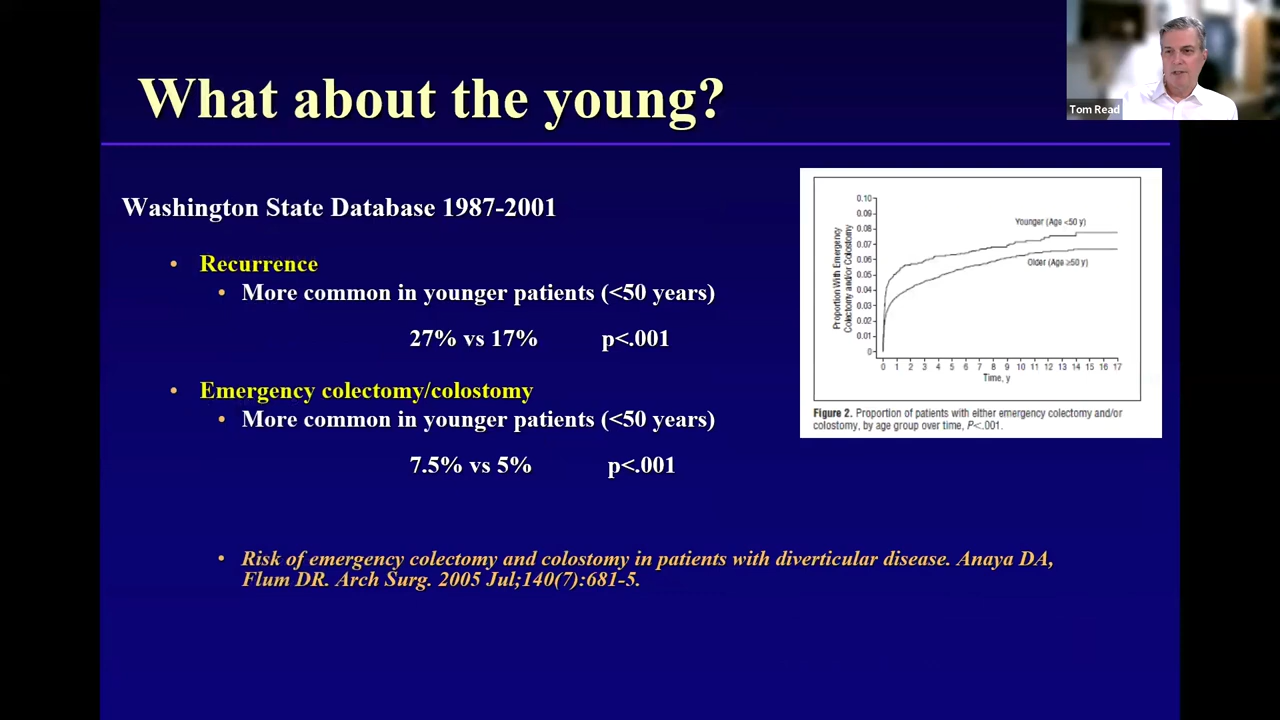 What about the young?
Tom Read
Washington State Database 1987-2001
• Recurrence
• More common in younger patients (<50 years)
27% vs 17% p<.001
• Emergency colectomy/colostomy
• More common in younger patients (<50 years)
7.5% vs 5% p<.001
• Risk of emergency colectomy and colostomy in patients with diverticular disease. Anaya DA,
Flum DR. Arch Surg. 2005 Jul;140(7):681-5.
Proportion With Emergency
Colectomy and/or Colostomy
0.10
0.09
0.08
0.07
0.06
0.05
0.04
0.03
0.02
0.01
0
Younger (Age <50 y)
Older (Age ≥50 y)
0 1 2 3 4 5 6 7 8 9 10 11 12 13 14 15 16 17
Time, y
Figure 2. Proportion of patients with either emergency colectomy and/or
colostomy, by age group over time, P<.001.